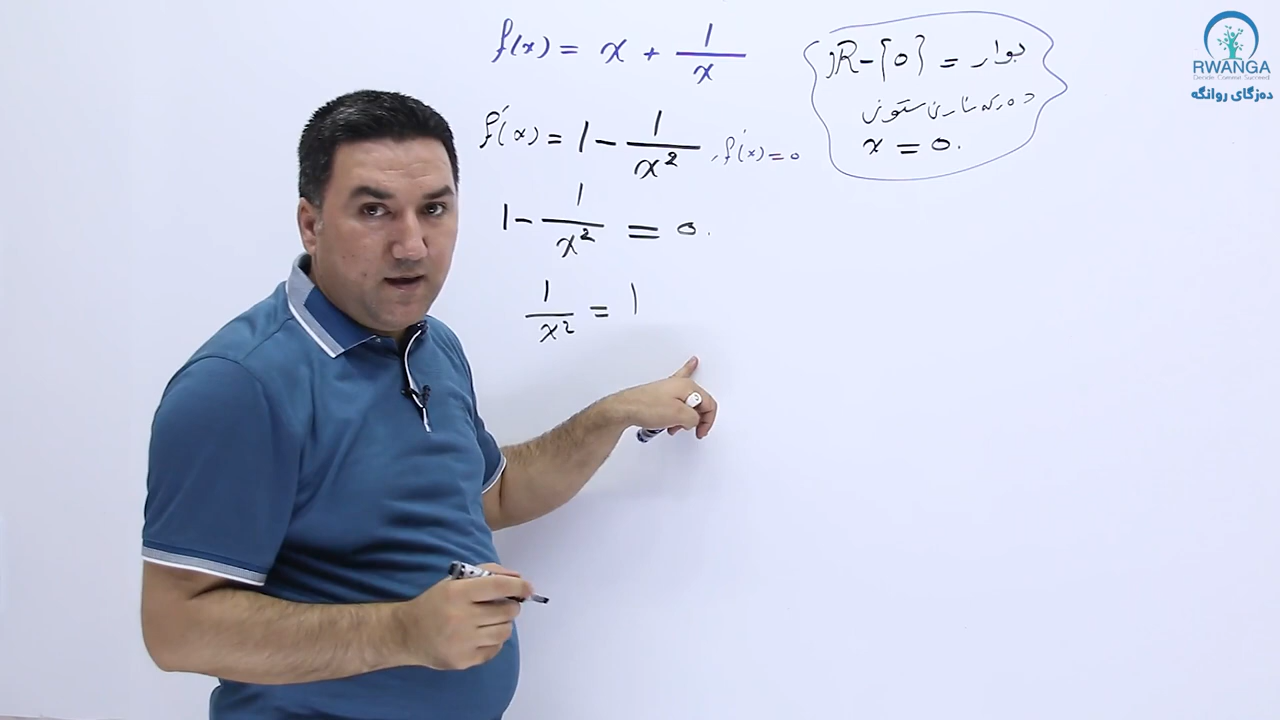 f(x) = x + 1/x
f′(x) = 1 - 1/x² , f′(x) = 0
1 - 1/x² = 0.
1/x² = 1
بوار = ℝ-{0}
ستونی
x = 0.
RWANGA
Decide Commit Succeed
دەزگای روانگە